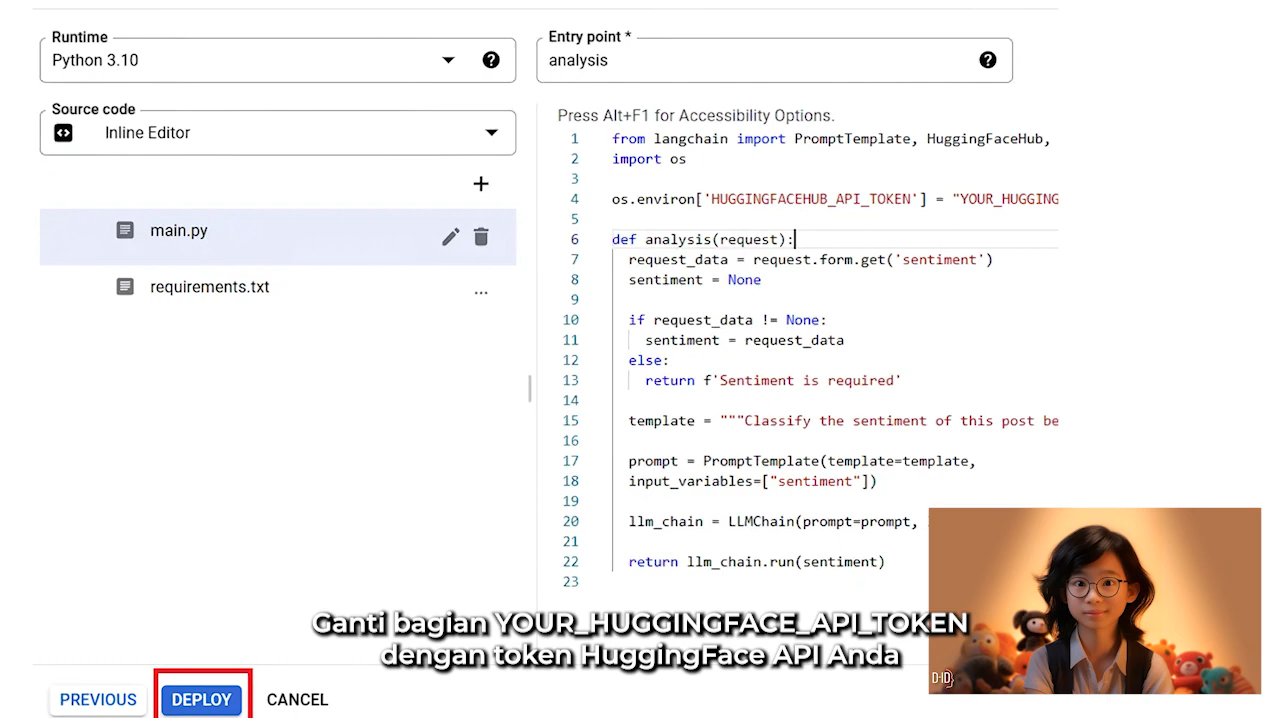 Runtime
Python 3.10
Entry point *
analysis
Source code
Inline Editor
main.py
requirements.txt
...
Press Alt+F1 for Accessibility Options.
1 from langchain import PromptTemplate, HuggingFaceHub,
2 import os
3
4 os.environ['HUGGINGFACEHUB_API_TOKEN'] = "YOUR_HUGGING
5
6 def analysis(request):
7 request_data = request.form.get('sentiment')
8 sentiment = None
9
10 if request_data != None:
11 sentiment = request_data
12 else:
13 return f'Sentiment is required'
14
15 template = """Classify the sentiment of this post be
16
17 prompt = PromptTemplate(template=template,
18 input_variables=["sentiment"])
19
20 llm_chain = LLMChain(prompt=prompt,
21
22 return llm_chain.run(sentiment)
23
Ganti bagian YOUR_HUGGINGFACE_API_TOKEN
dengan token HuggingFace API Anda
D-ID
PREVIOUS DEPLOY CANCEL